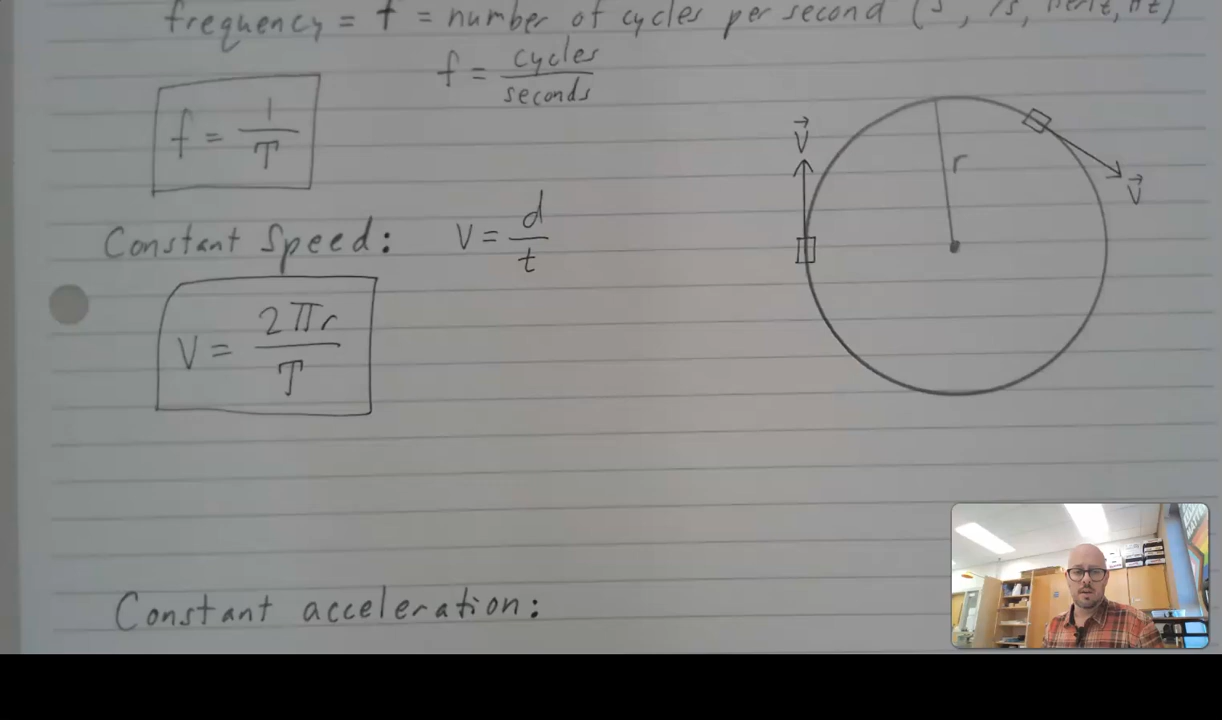 frequency = f = number of cycles per second (
f = cycles / seconds
f = 1 / T
Constant Speed: V = d / t
V = 2πr / T
V⃗
r
V⃗
Constant acceleration: